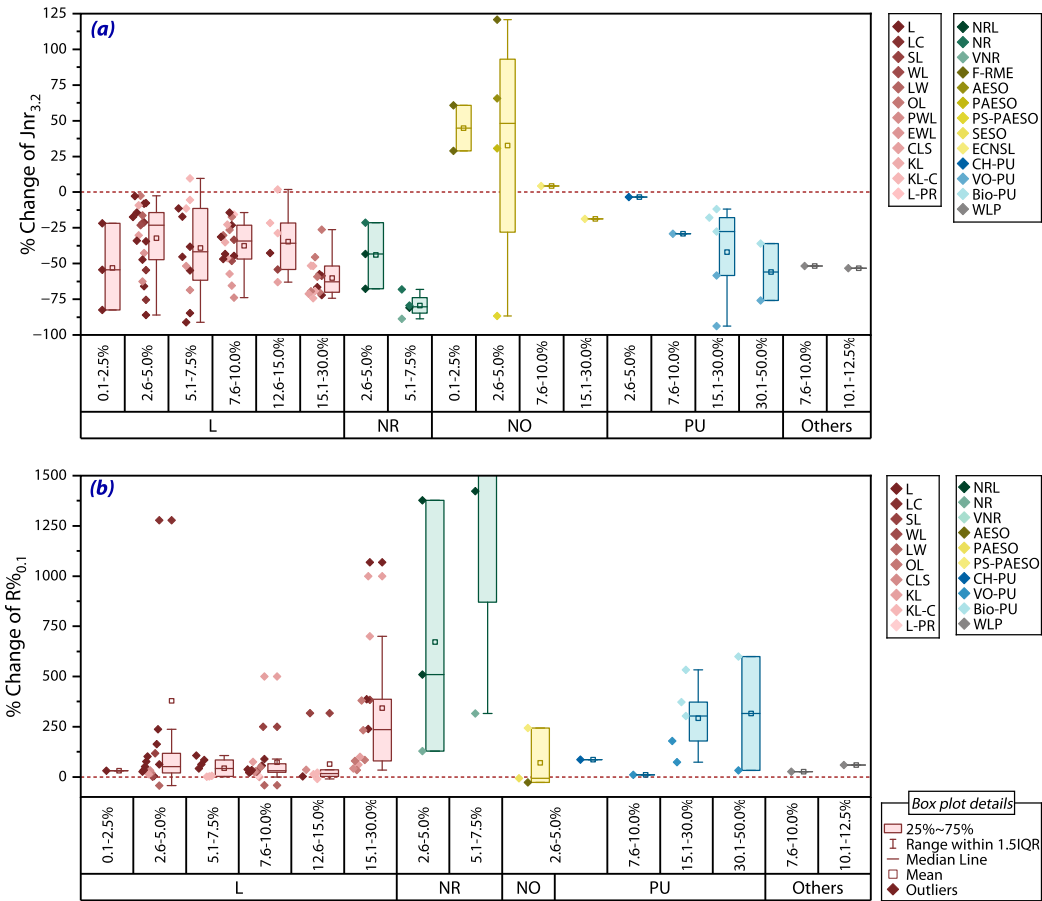 (a)
% Change of Jnr3.2
125
100
75
50
25
0
−25
−50
−75
−100
0.1-2.5%
2.6-5.0%
5.1-7.5%
7.6-10.0%
12.6-15.0%
15.1-30.0%
2.6-5.0%
5.1-7.5%
0.1-2.5%
2.6-5.0%
7.6-10.0%
15.1-30.0%
2.6-5.0%
7.6-10.0%
15.1-30.0%
30.1-50.0%
7.6-10.0%
10.1-12.5%
L
NR
NO
PU
Others
L
LC
SL
WL
LW
OL
PWL
EWL
CLS
KL
KL-C
L-PR
NRL
NR
VNR
F-RME
AESO
PAESO
PS-PAESO
SESO
ECNSL
CH-PU
VO-PU
Bio-PU
WLP
(b)
% Change of R%0.1
1500
1250
1000
750
500
250
0
0.1-2.5%
2.6-5.0%
5.1-7.5%
7.6-10.0%
12.6-15.0%
15.1-30.0%
2.6-5.0%
5.1-7.5%
2.6-5.0%
7.6-10.0%
15.1-30.0%
30.1-50.0%
7.6-10.0%
10.1-12.5%
L
NR
NO
PU
Others
L
LC
SL
WL
LW
OL
CLS
KL
KL-C
L-PR
NRL
NR
VNR
AESO
PAESO
PS-PAESO
CH-PU
VO-PU
Bio-PU
WLP
Box plot details
25%~75%
Range within 1.5IQR
Median Line
Mean
Outliers